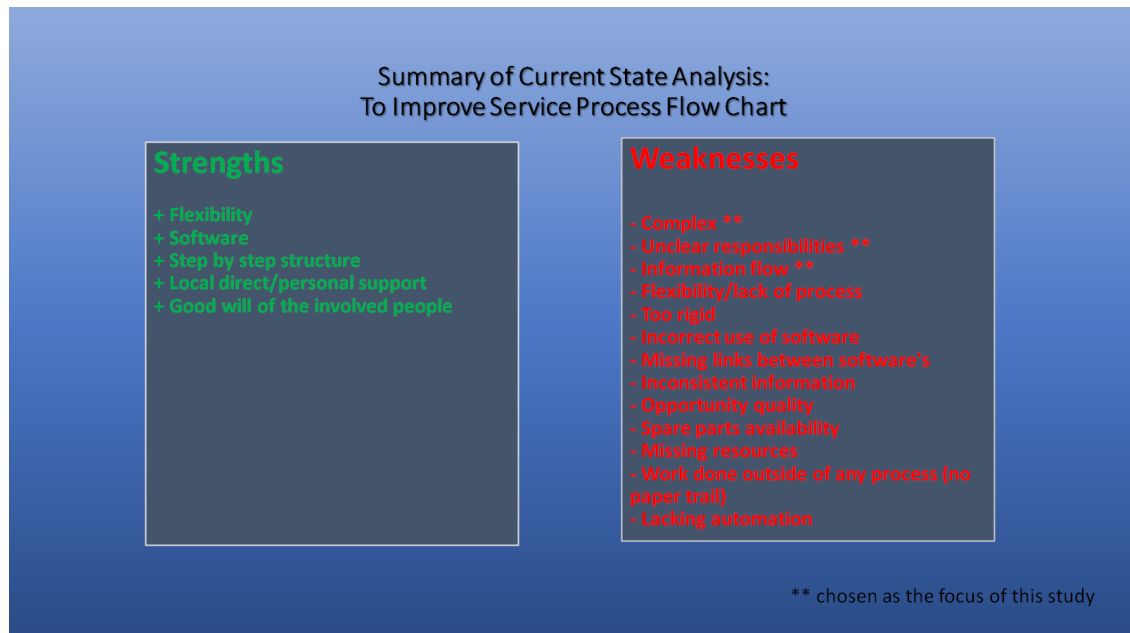 Summary of Current State Analysis:
To Improve Service Process Flow Chart
Strengths
+ Flexibility
+ Software
+ Step by step structure
+ Local direct/personal support
+ Good will of the involved people
Weaknesses
- Complex **
- Unclear responsibilities **
- Information flow **
- Flexibility/lack of process
- Too rigid
- Incorrect use of software
- Missing links between software's
- Inconsistent information
- Opportunity quality
- Spare parts availability
- Missing resources
- Work done outside of any process (no
paper trail)
- Lacking automation
** chosen as the focus of this study